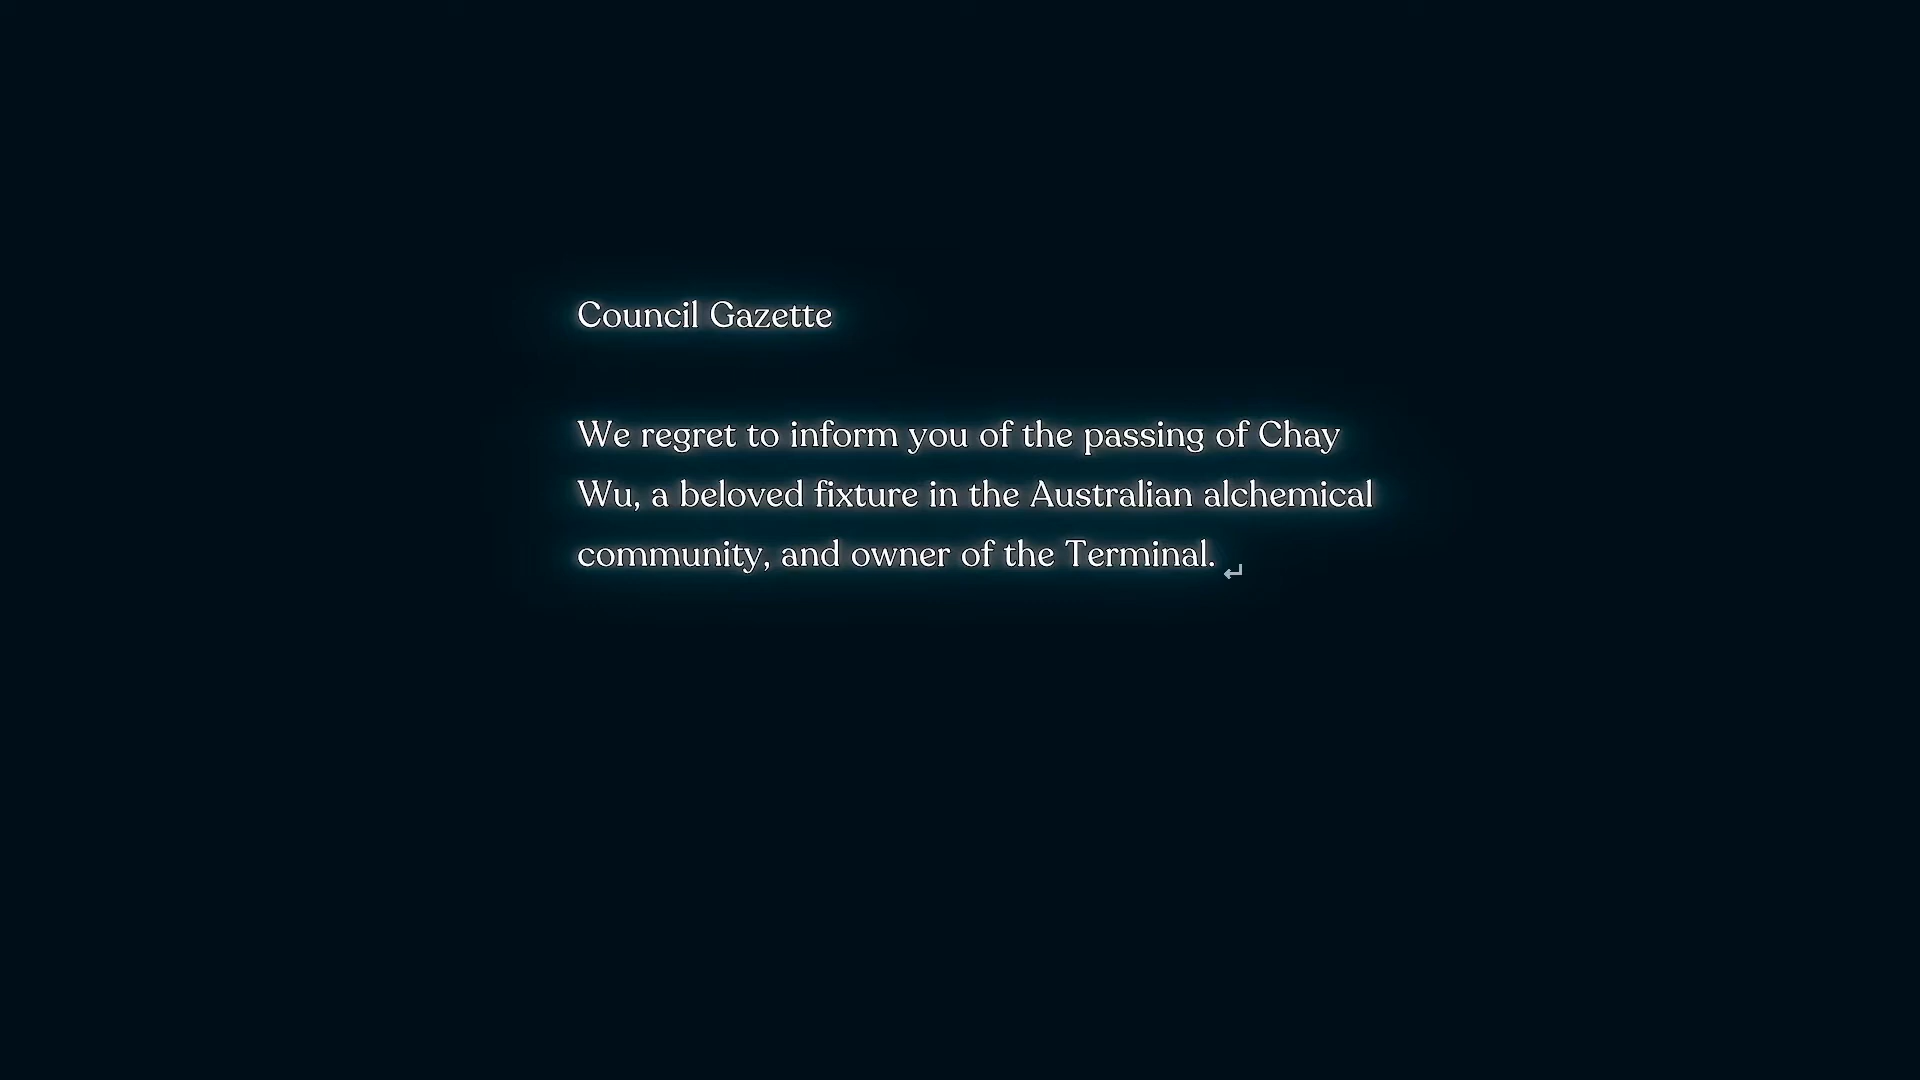 Council Gazette
We regret to inform you of the passing of Chay
Wu, a beloved fixture in the Australian alchemical
community, and owner of the Terminal.